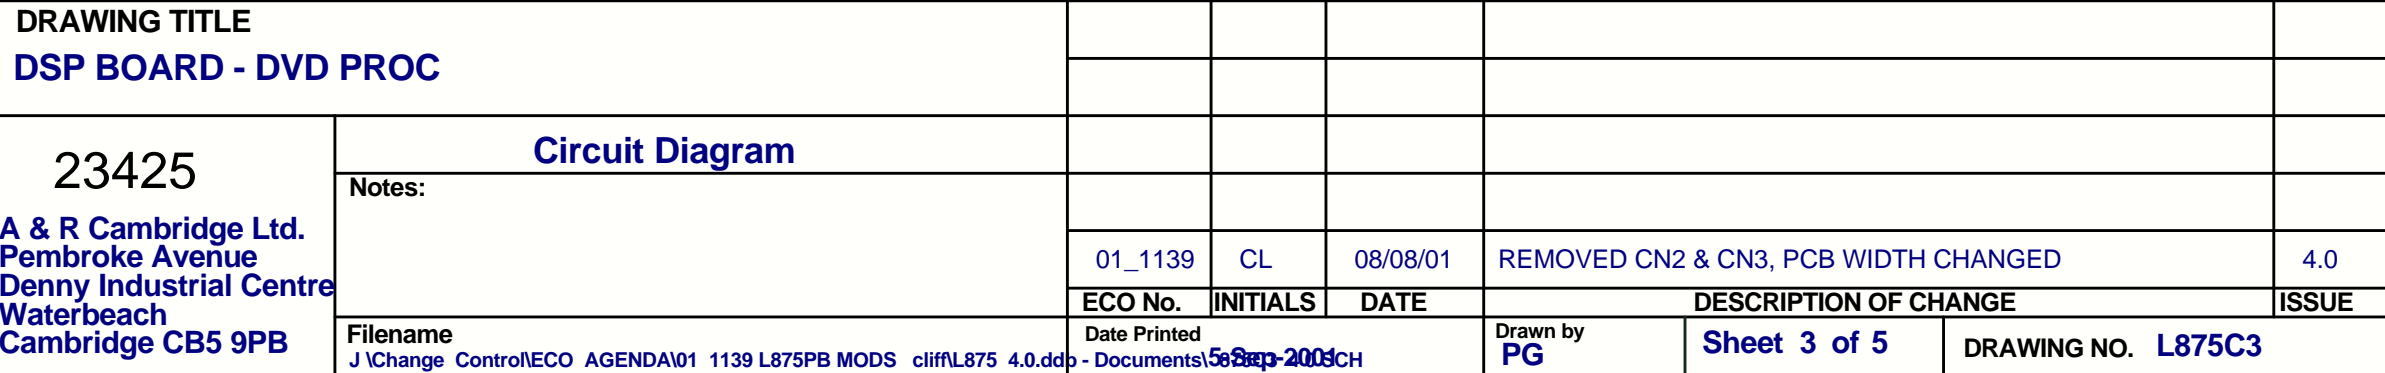 DRAWING TITLE
DSP BOARD - DVD PROC
23425
A & R Cambridge Ltd.
Pembroke Avenue
Denny Industrial Centre
Waterbeach
Cambridge CB5 9PB
Circuit Diagram
Notes:
01_1139 CL 08/08/01 REMOVED CN2 & CN3, PCB WIDTH CHANGED 4.0
ECO No. INITIALS DATE DESCRIPTION OF CHANGE ISSUE
Filename
J \Change Control\ECO AGENDA\01 1139 L875PB MODS cliff\L875 4.0.ddb - Documents\
Date Printed
5-Sep-2001
Drawn by
PG
Sheet 3 of 5
DRAWING NO. L875C3